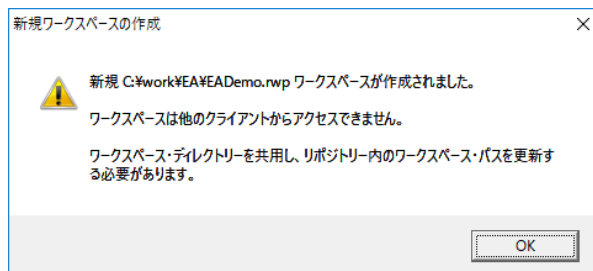 新規ワークスペースの作成
新規 C:¥work¥EA¥EADemo.rwp ワークスペースが作成されました。
ワークスペースは他のクライアントからアクセスできません。
ワークスペース・ディレクトリーを共用し、リポジトリー内のワークスペース・パスを更新す
る必要があります。
OK